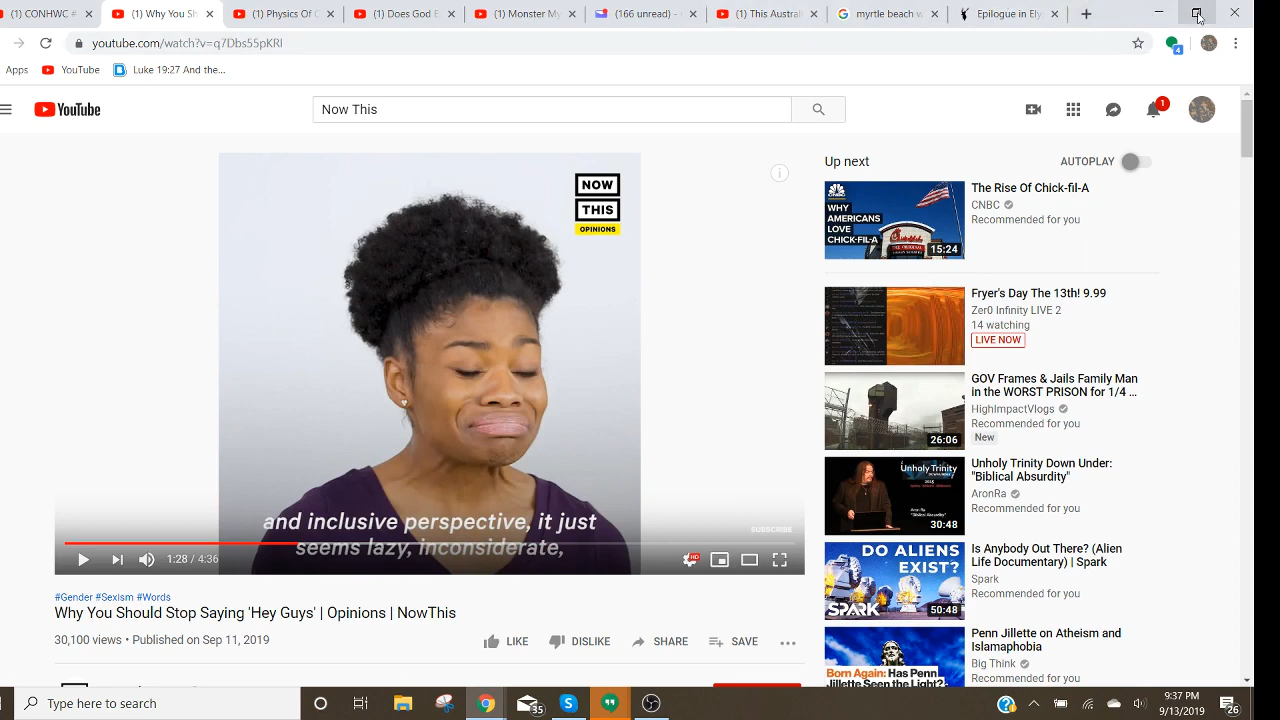 (1) CONHWC #
(1) Why You Sh
(1) Physics Of C
(1) Does God E
(1) Monster My
(166 unread) -
(1) This Austral
myrtle beach w
Epilogue in Ely
youtube.com/watch?v=q7Dbs55pKRI
4
Apps
YouTube
Luke 19:27 And the...
YouTube
Now This
1
NOW
THIS
OPINIONS
and inclusive perspective, it just
seems lazy, inconsiderate,
SUBSCRIBE
1:28 / 4:36
HD
#Gender #Sexism #Words
Why You Should Stop Saying 'Hey Guys' | Opinions | NowThis
30,100 views • Published on Sep 11, 2019
LIKE
DISLIKE
SHARE
SAVE
Up next
AUTOPLAY
WHY
AMERICANS
LOVE
CHICK-FIL-A
15:24
The Rise Of Chick-fil-A
CNBC
Recommended for you
Fryer's Day The 13th! 9.99
Zer0 Infinity LIVE 2
14 watching
LIVE NOW
26:06
GOV Frames & Jails Family Man
in the WORST PRISON for 1/4 ...
HighImpactVlogs
Recommended for you
New
Unholy Trinity
30:48
Unholy Trinity Down Under:
"Biblical Absurdity"
AronRa
Recommended for you
DO ALIENS
EXIST?
SPARK
50:48
Is Anybody Out There? (Alien
Life Documentary) | Spark
Spark
Recommended for you
Born Again: Has Penn
Jillette Seen the Light?
Penn Jillette on Atheism and
Islamaphobia
Big Think
Recommended for you
Type here to search
35
9:37 PM
9/13/2019
26